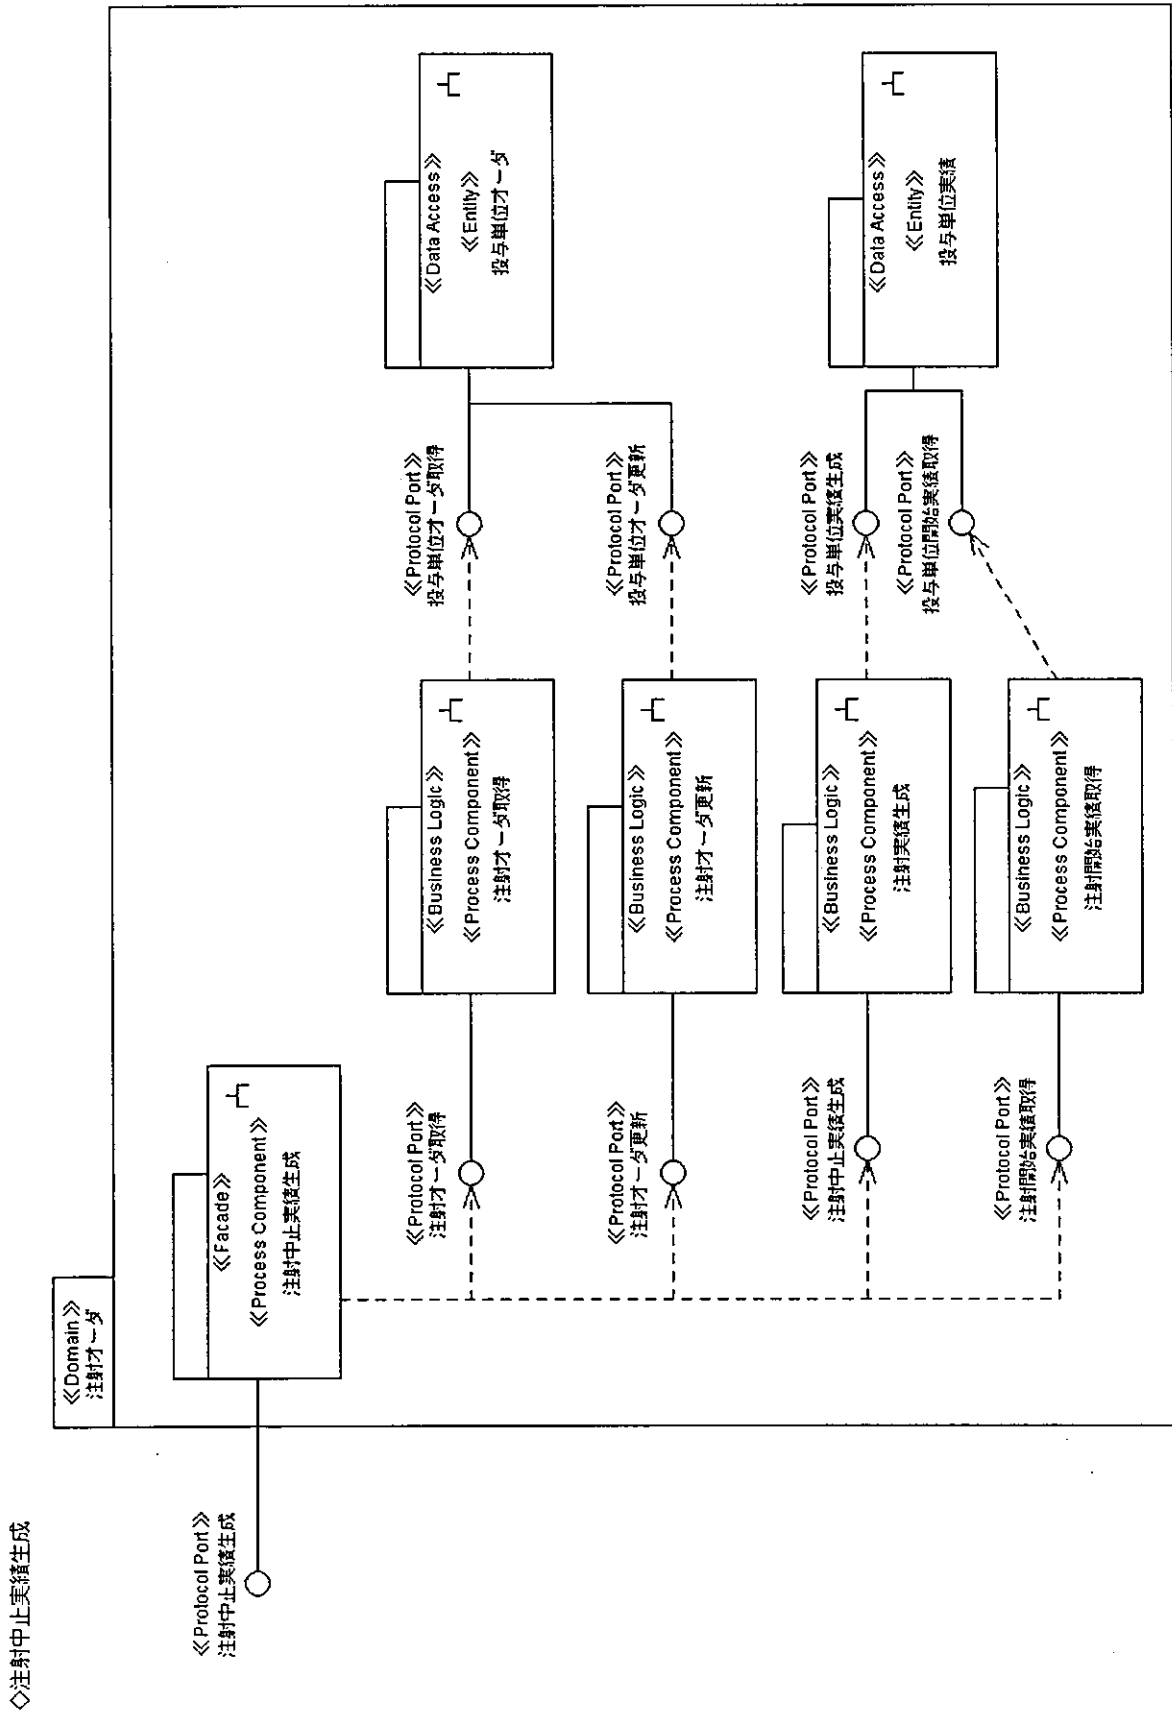 ◇注射中止実績生成
≪Domain≫
注射オーダ
≪Protocol Port≫
注射中止実績生成
≪Facade≫
≪Process Component≫
注射中止実績生成
≪Protocol Port≫
注射オーダ取得
≪Business Logic≫
≪Process Component≫
注射オーダ取得
≪Protocol Port≫
投与単位オーダ取得
≪Data Access≫
≪Entity≫
投与単位オーダ
≪Protocol Port≫
注射オーダ更新
≪Business Logic≫
≪Process Component≫
注射オーダ更新
≪Protocol Port≫
投与単位オーダ更新
≪Protocol Port≫
注射中止実績生成
≪Business Logic≫
≪Process Component≫
注射実績生成
≪Protocol Port≫
投与単位実績生成
≪Data Access≫
≪Entity≫
投与単位実績
≪Protocol Port≫
投与単位開始実績取得
≪Protocol Port≫
注射開始実績取得
≪Business Logic≫
≪Process Component≫
注射開始実績取得